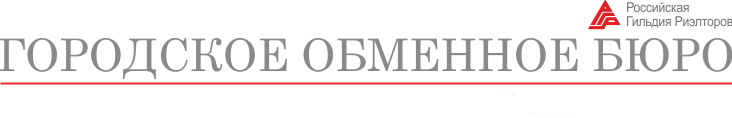 Российская
Гильдия Риэлторов
ГОРОДСКОЕ ОБМЕННОЕ БЮРО